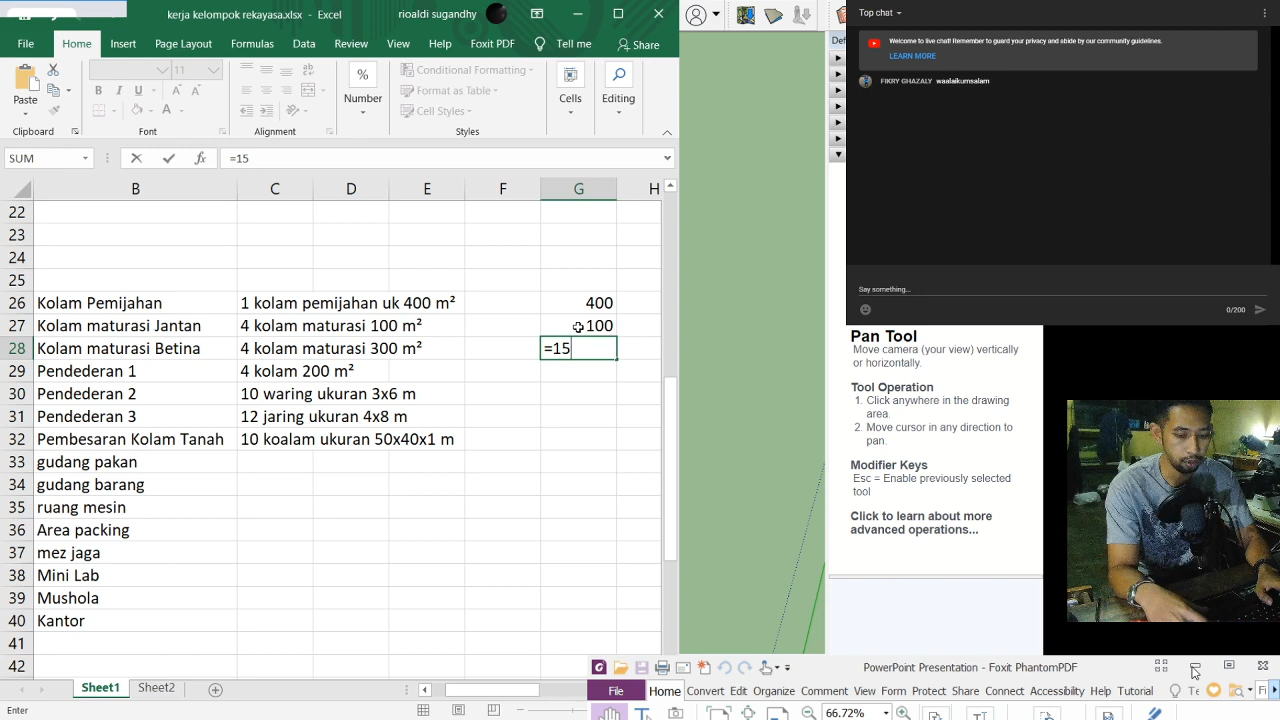 kerja kelompok rekayasa.xlsx - Excel
rioaldi sugandhy
File Home Insert Page Layout Formulas Data Review View Help Foxit PDF Tell me Share
Paste
11
B I U
A
Conditional Formatting
Format as Table
Cell Styles
%
Number
Cells
Editing
Clipboard Font Alignment Styles
SUM fx =15
B C D E F G H
22
23
24
25
26 Kolam Pemijahan 1 kolam pemijahan uk 400 m² 400
27 Kolam maturasi Jantan 4 kolam maturasi 100 m² 100
28 Kolam maturasi Betina 4 kolam maturasi 300 m² =15
29 Pendederan 1 4 kolam 200 m²
30 Pendederan 2 10 waring ukuran 3x6 m
31 Pendederan 3 12 jaring ukuran 4x8 m
32 Pembesaran Kolam Tanah 10 koalam ukuran 50x40x1 m
33 gudang pakan
34 gudang barang
35 ruang mesin
36 Area packing
37 mez jaga
38 Mini Lab
39 Mushola
40 Kantor
41
42
Sheet1 Sheet2
Enter
Def
Top chat
Welcome to live chat! Remember to guard your privacy and abide by our community guidelines.
LEARN MORE
FIKRY GHAZALY waalaikumsalam
Say something...
0/200
Pan Tool
Move camera (your view) vertically
or horizontally.
Tool Operation
1. Click anywhere in the drawing
area.
2. Move cursor in any direction to
pan.
Modifier Keys
Esc = Enable previously selected
tool
Click to learn about more
advanced operations...
PowerPoint Presentation - Foxit PhantomPDF
File Home Convert Edit Organize Comment View Form Protect Share Connect Accessibility Help Tutorial Te Fi
66.72%